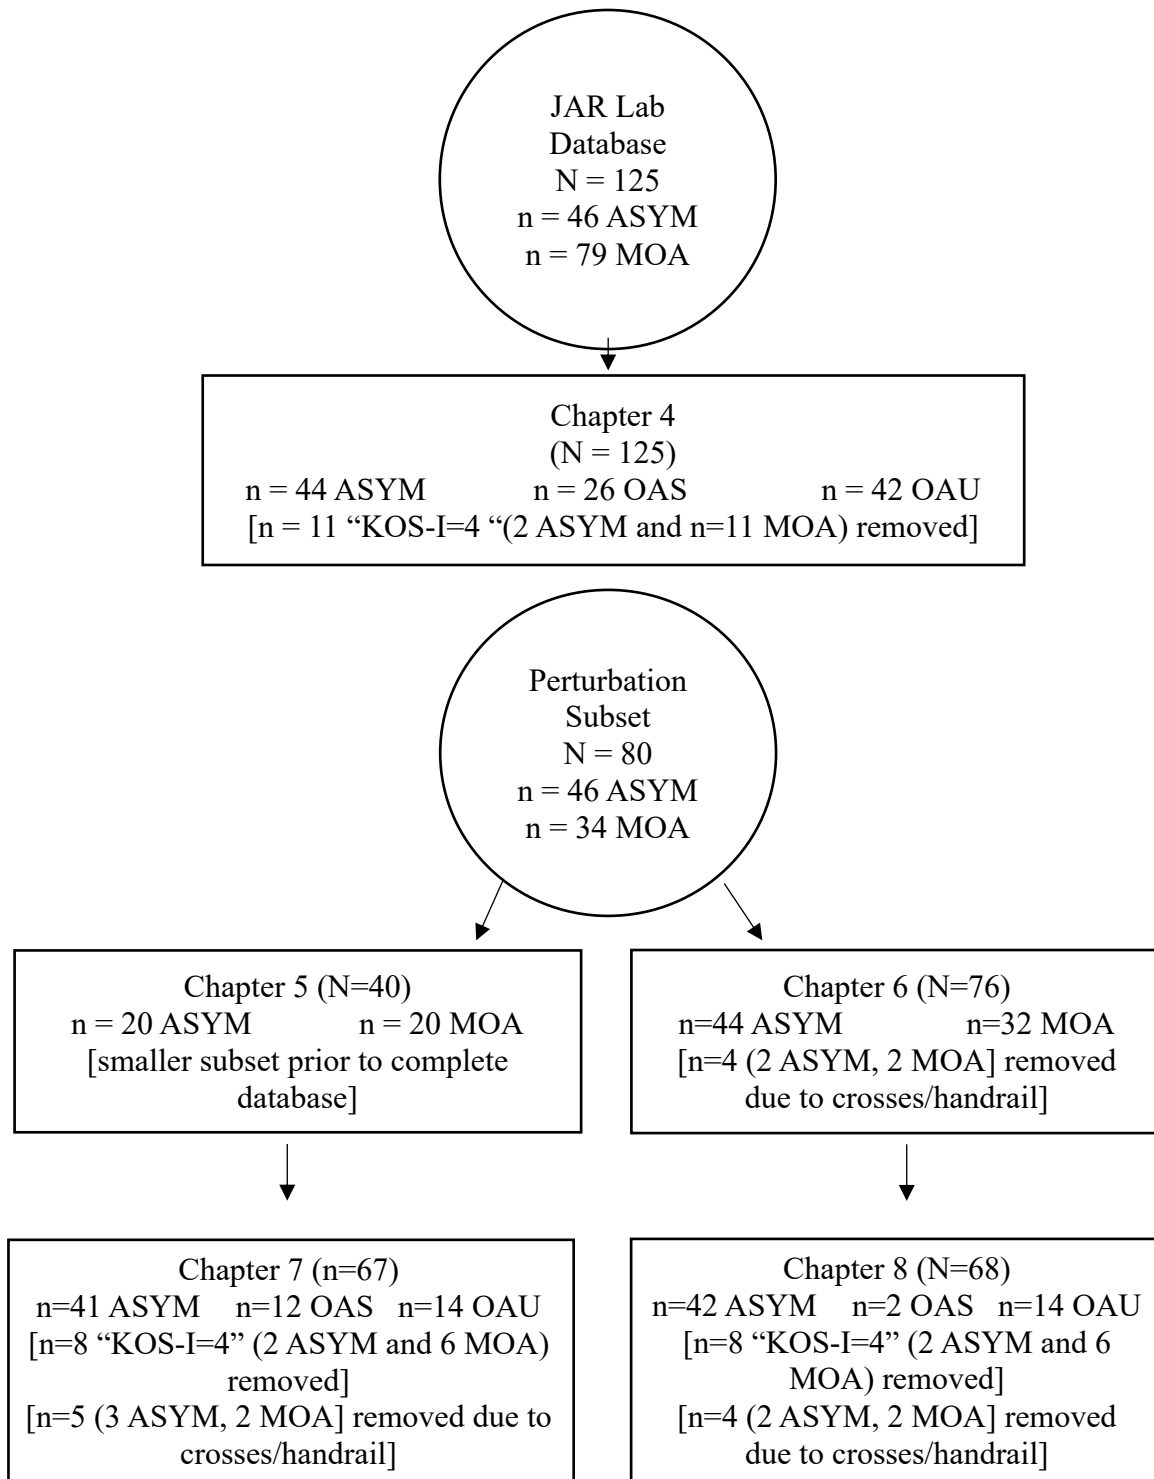 JAR Lab
Database
N = 125
n = 46 ASYM
n = 79 MOA
Chapter 4
(N = 125)
n = 44 ASYM n = 26 OAS n = 42 OAU
[n = 11 “KOS-I=4 “(2 ASYM and n=11 MOA) removed]
Perturbation
Subset
N = 80
n = 46 ASYM
n = 34 MOA
Chapter 5 (N=40)
n = 20 ASYM n = 20 MOA
[smaller subset prior to complete
database]
Chapter 6 (N=76)
n=44 ASYM n=32 MOA
[n=4 (2 ASYM, 2 MOA] removed
due to crosses/handrail]
Chapter 7 (n=67)
n=41 ASYM n=12 OAS n=14 OAU
[n=8 “KOS-I=4” (2 ASYM and 6 MOA)
removed]
[n=5 (3 ASYM, 2 MOA] removed due to
crosses/handrail]
Chapter 8 (N=68)
n=42 ASYM n=2 OAS n=14 OAU
[n=8 “KOS-I=4” (2 ASYM and 6
MOA) removed]
[n=4 (2 ASYM, 2 MOA] removed
due to crosses/handrail]